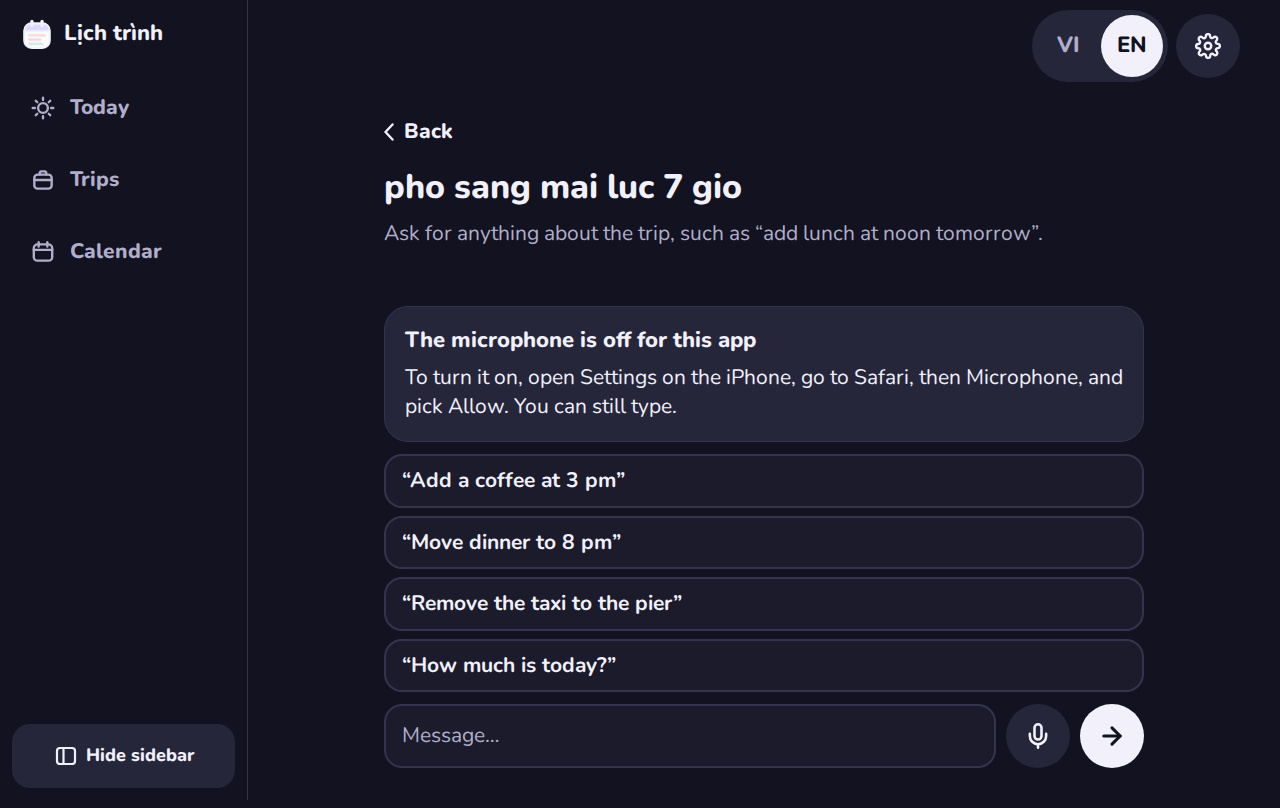 Lịch trình
VI
EN
Today
Trips
Calendar
Back
pho sang mai luc 7 gio
Ask for anything about the trip, such as “add lunch at noon tomorrow”.
The microphone is off for this app
To turn it on, open Settings on the iPhone, go to Safari, then Microphone, and
pick Allow. You can still type.
“Add a coffee at 3 pm”
“Move dinner to 8 pm”
“Remove the taxi to the pier”
“How much is today?”
Message...
Hide sidebar